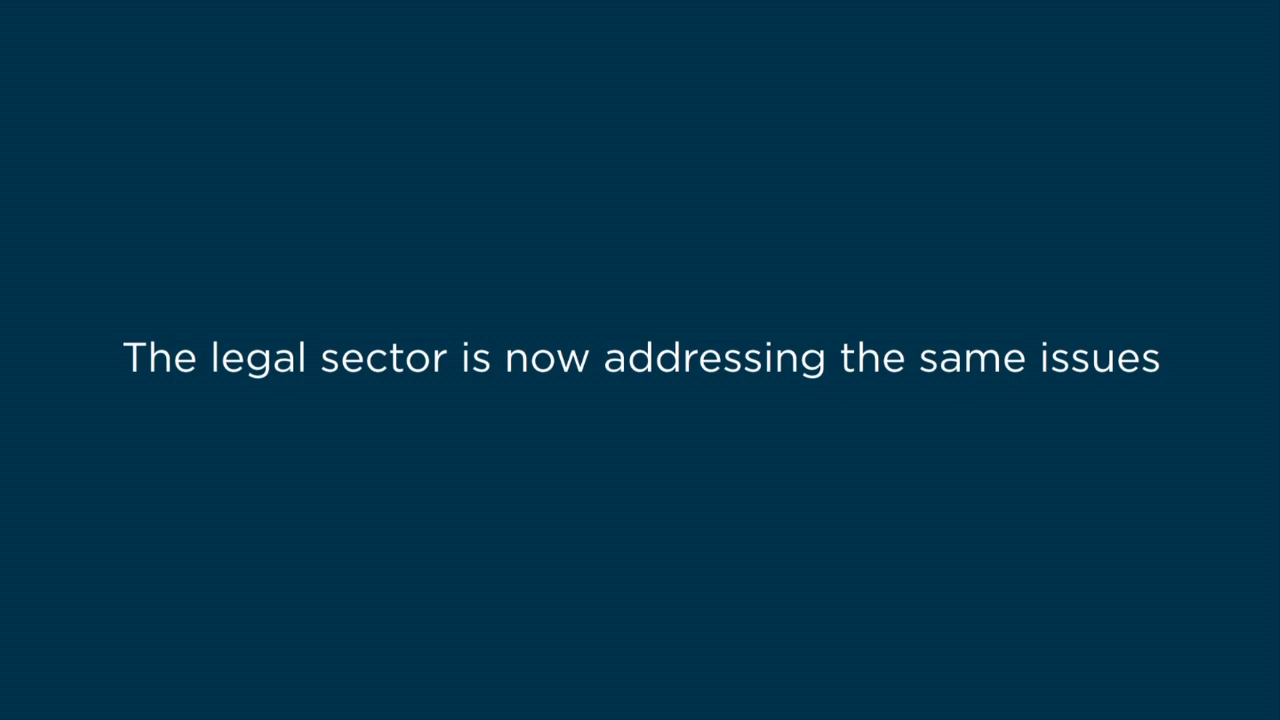 The legal sector is now addressing the same issues